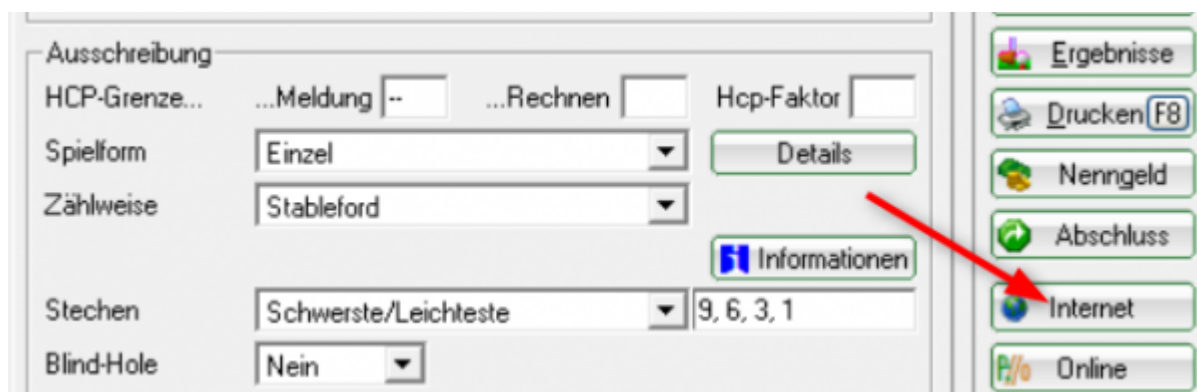 Ausschreibung
HCP-Grenze... ...Meldung -- ...Rechnen Hcp-Faktor
Spielform Einzel Details
Zählweise Stableford
Informationen
Stechen Schwerste/Leichteste 9, 6, 3, 1
Blind-Hole Nein
Ergebnisse
Drucken F8
Nenngeld
Abschluss
Internet
Online